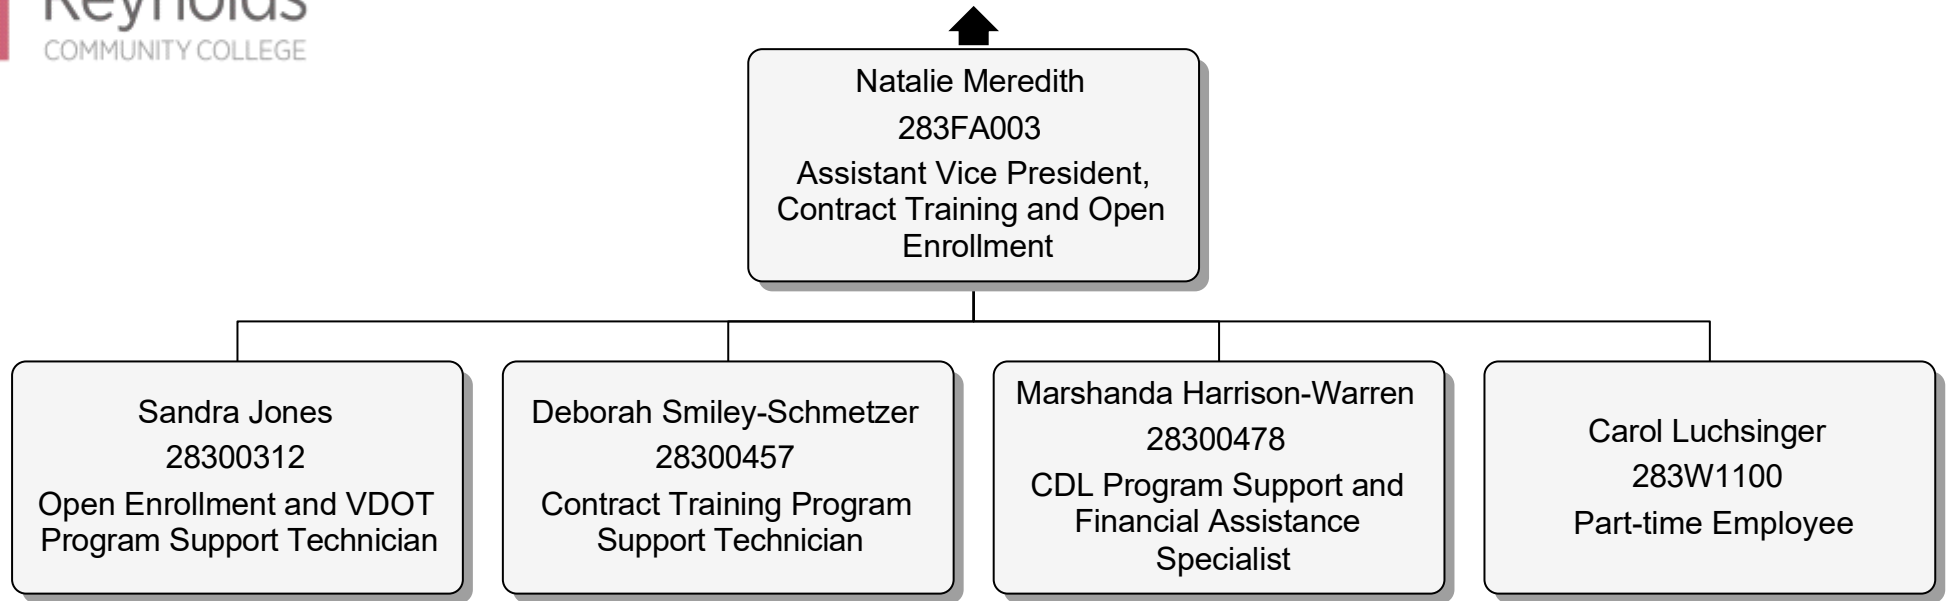 Reynolds
COMMUNITY COLLEGE
Natalie Meredith
283FA003
Assistant Vice President,
Contract Training and Open
Enrollment
Sandra Jones
28300312
Open Enrollment and VDOT
Program Support Technician
Deborah Smiley-Schmetzer
28300457
Contract Training Program
Support Technician
Marshanda Harrison-Warren
28300478
CDL Program Support and
Financial Assistance
Specialist
Carol Luchsinger
283W1100
Part-time Employee